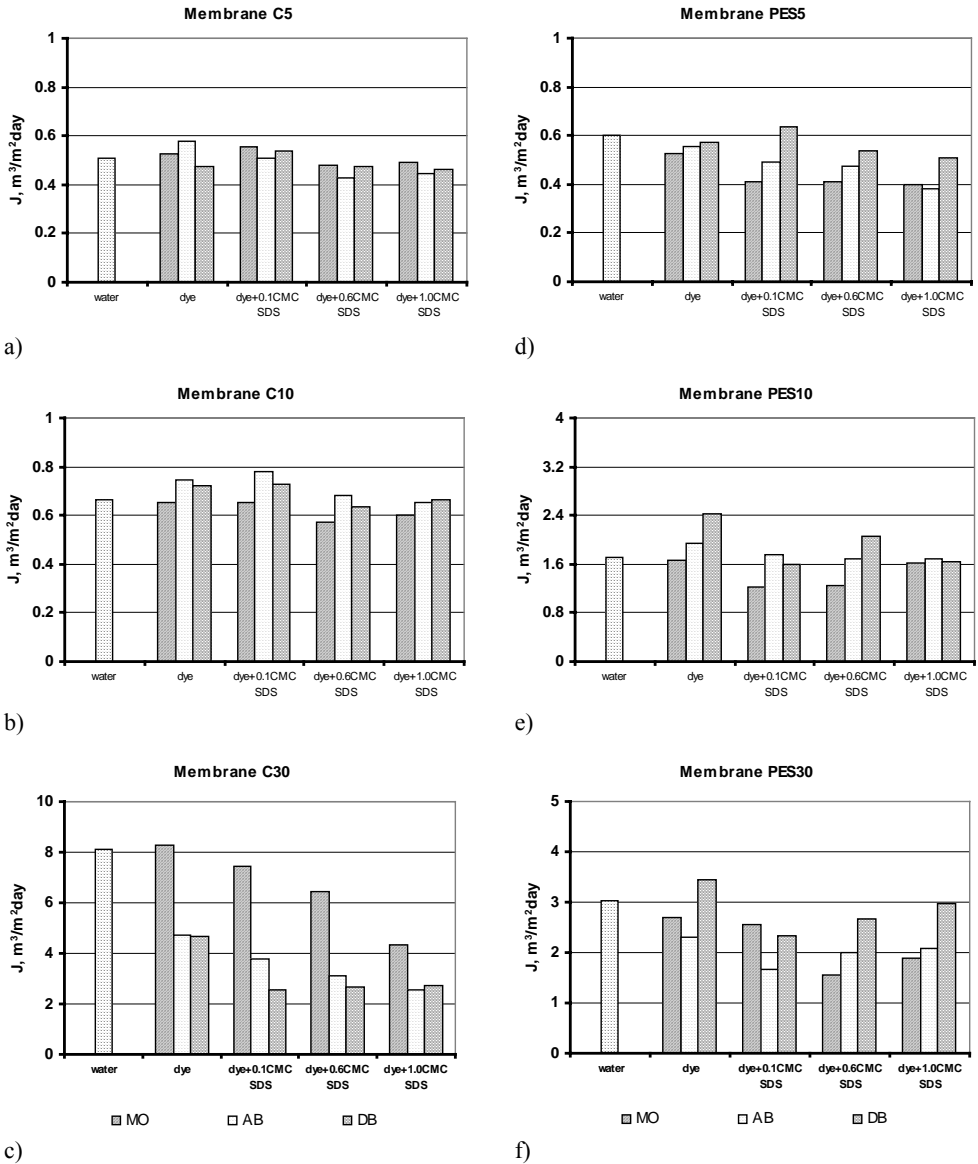 Membrane C5
J, m³/m²day
1
0.8
0.6
0.4
0.2
0
water
dye
dye+0.1CMC
SDS
dye+0.6CMC
SDS
dye+1.0CMC
SDS
a)
Membrane PES5
J, m³/m²day
1
0.8
0.6
0.4
0.2
0
water
dye
dye+0.1CMC
SDS
dye+0.6CMC
SDS
dye+1.0CMC
SDS
d)
Membrane C10
J, m³/m²day
1
0.8
0.6
0.4
0.2
0
water
dye
dye+0.1CMC
SDS
dye+0.6CMC
SDS
dye+1.0CMC
SDS
b)
Membrane PES10
J, m³/m²day
4
3.2
2.4
1.6
0.8
0
water
dye
dye+0.1CMC
SDS
dye+0.6CMC
SDS
dye+1.0CMC
SDS
e)
Membrane C30
J, m³/m²day
10
8
6
4
2
0
water
dye
dye+0.1CMC
SDS
dye+0.6CMC
SDS
dye+1.0CMC
SDS
MO AB DB
c)
Membrane PES30
J, m³/m²day
5
4
3
2
1
0
water
dye
dye+0.1CMC
SDS
dye+0.6CMC
SDS
dye+1.0CMC
SDS
MO AB DB
f)